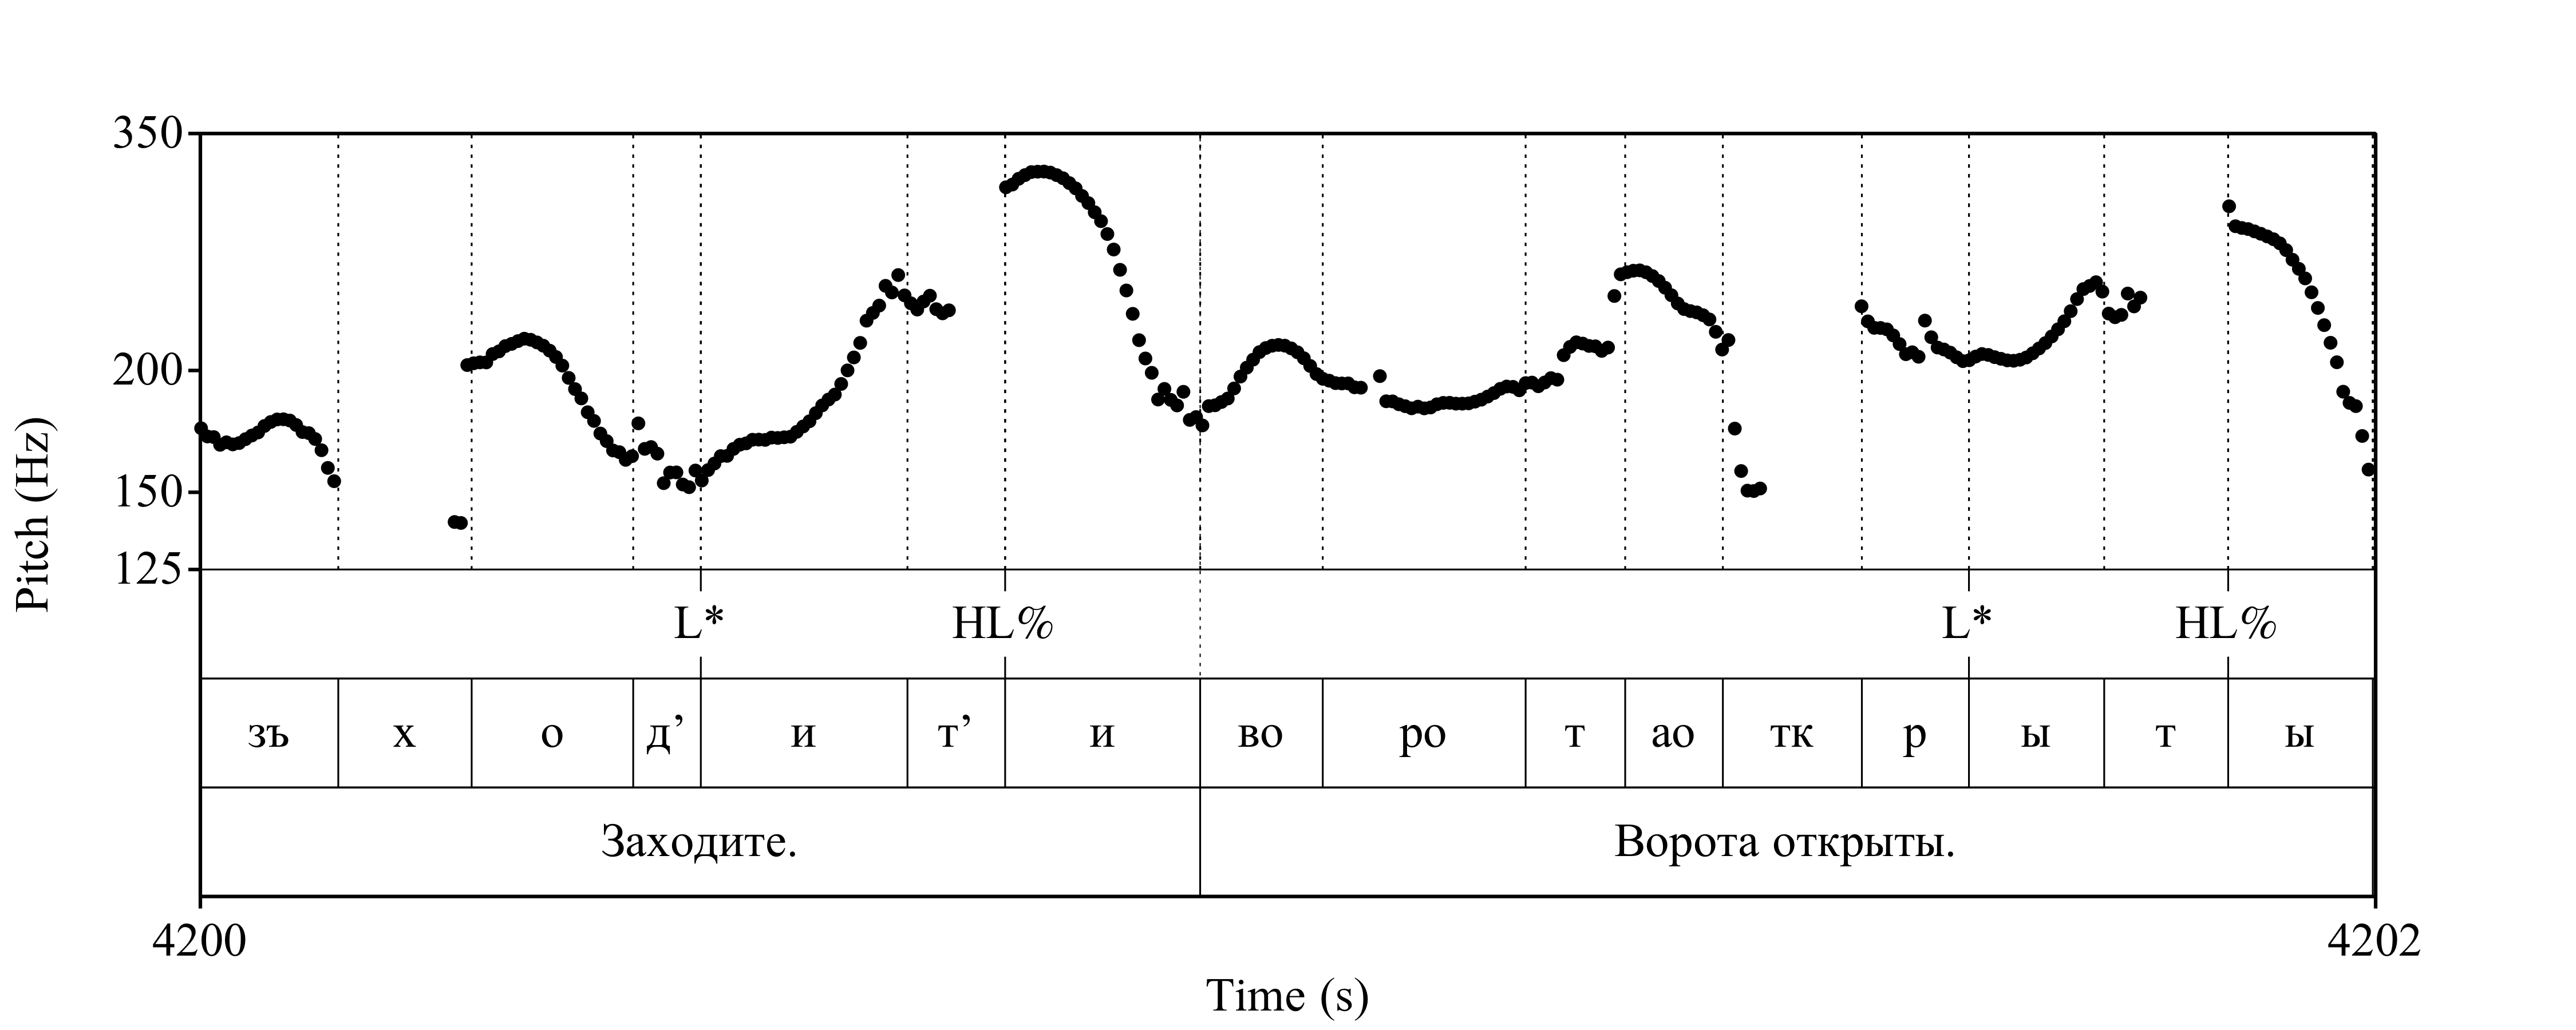 350
200
150
125
Pitch (Hz)
L* HL% L* HL%
зъ х о д’ и т’ и во ро т ао тк р ы т ы
Заходите. Ворота открыты.
4200 4202
Time (s)